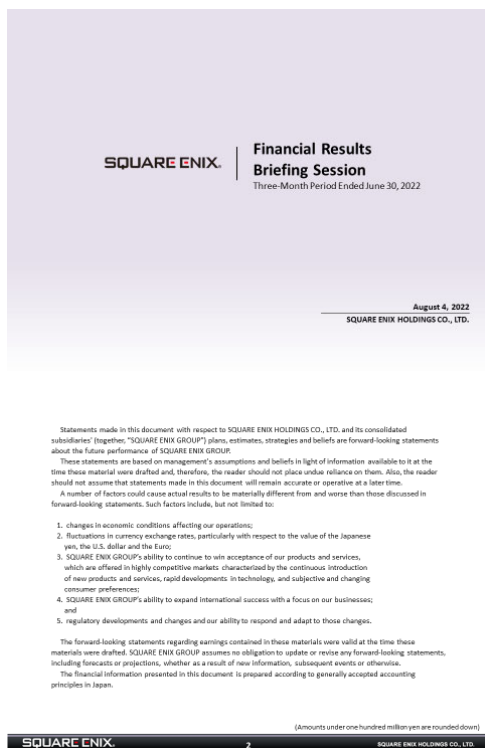 SQUARE ENIX.
Financial Results
Briefing Session
Three-Month Period Ended June 30, 2022
August 4, 2022
SQUARE ENIX HOLDINGS CO., LTD.
Statements made in this document with respect to SQUARE ENIX HOLDINGS CO., LTD. and its consolidated
subsidiaries' (together, "SQUARE ENIX GROUP") plans, estimates, strategies and beliefs are forward-looking statements
about the future performance of SQUARE ENIX GROUP.
These statements are based on management's assumptions and beliefs in light of information available to it at the
time these material were drafted and, therefore, the reader should not place undue reliance on them. Also, the reader
should not assume that statements made in this document will remain accurate or operative at a later time.
A number of factors could cause actual results to be materially different from and worse than those discussed in
forward-looking statements. Such factors include, but not limited to:
1. changes in economic conditions affecting our operations;
2. fluctuations in currency exchange rates, particularly with respect to the value of the Japanese
yen, the U.S. dollar and the Euro;
3. SQUARE ENIX GROUP's ability to continue to win acceptance of our products and services,
which are offered in highly competitive markets characterized by the continuous introduction
of new products and services, rapid developments in technology, and subjective and changing
consumer preferences;
4. SQUARE ENIX GROUP's ability to expand international success with a focus on our businesses;
and
5. regulatory developments and changes and our ability to respond and adapt to those changes.
The forward-looking statements regarding earnings contained in these materials were valid at the time these
materials were drafted. SQUARE ENIX GROUP assumes no obligation to update or revise any forward-looking statements,
including forecasts or projections, whether as a result of new information, subsequent events or otherwise.
The financial information presented in this document is prepared according to generally accepted accounting
principles in Japan.
(Amounts under one hundred million yen are rounded down)
SQUARE ENIX.
2
SQUARE ENIX HOLDINGS CO., LTD.